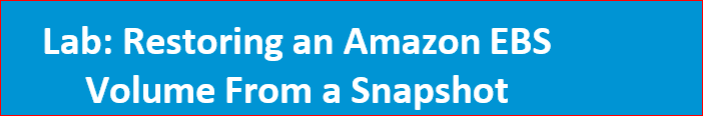 Lab: Restoring an Amazon EBS
Volume From a Snapshot